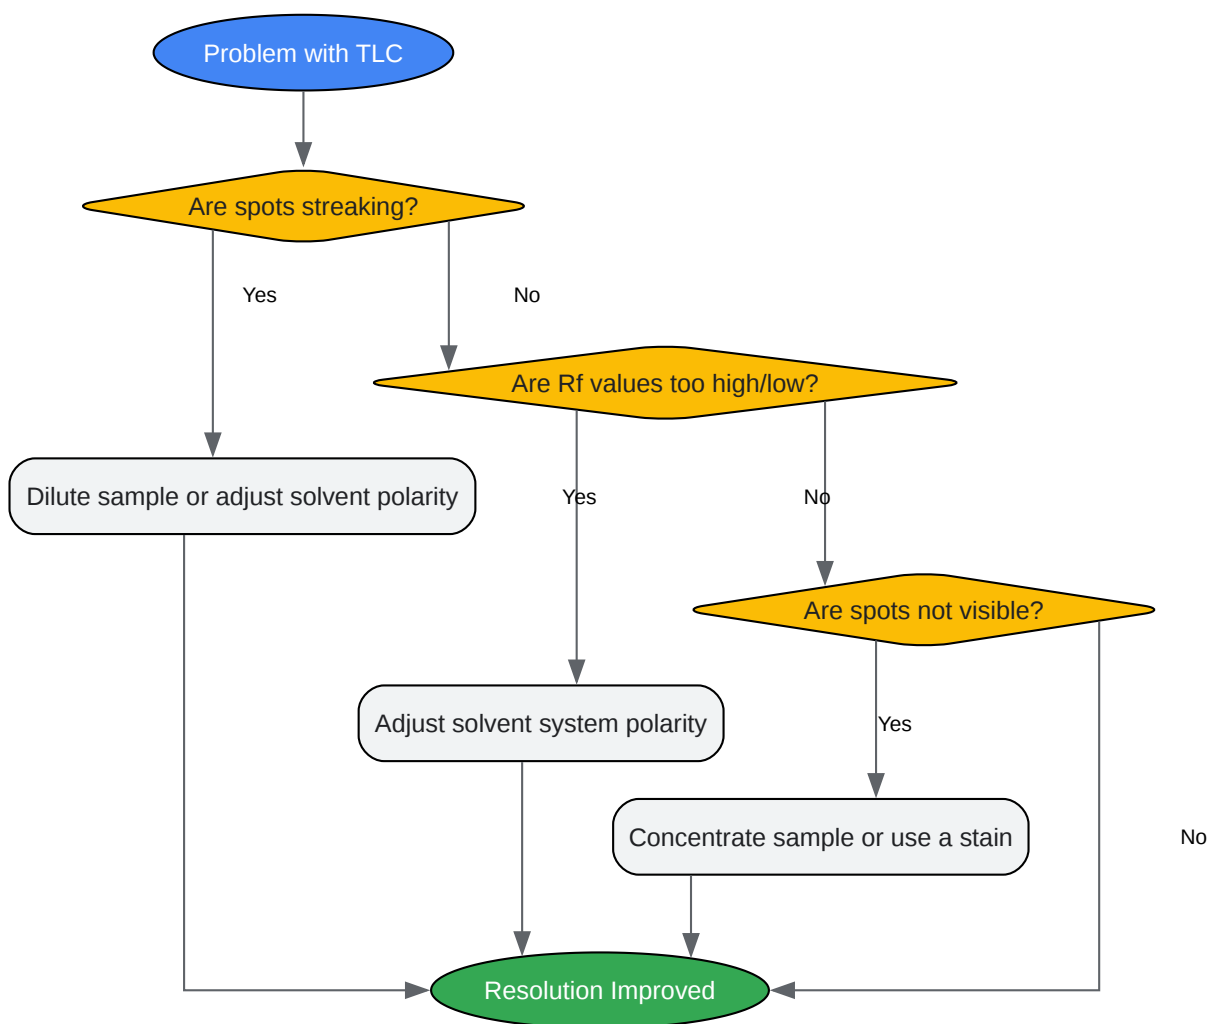 Problem with TLC
Are spots streaking?
Yes
No
Are Rf values too high/low?
Dilute sample or adjust solvent polarity
Yes
No
Are spots not visible?
Adjust solvent system polarity
Yes
Concentrate sample or use a stain
No
Resolution Improved